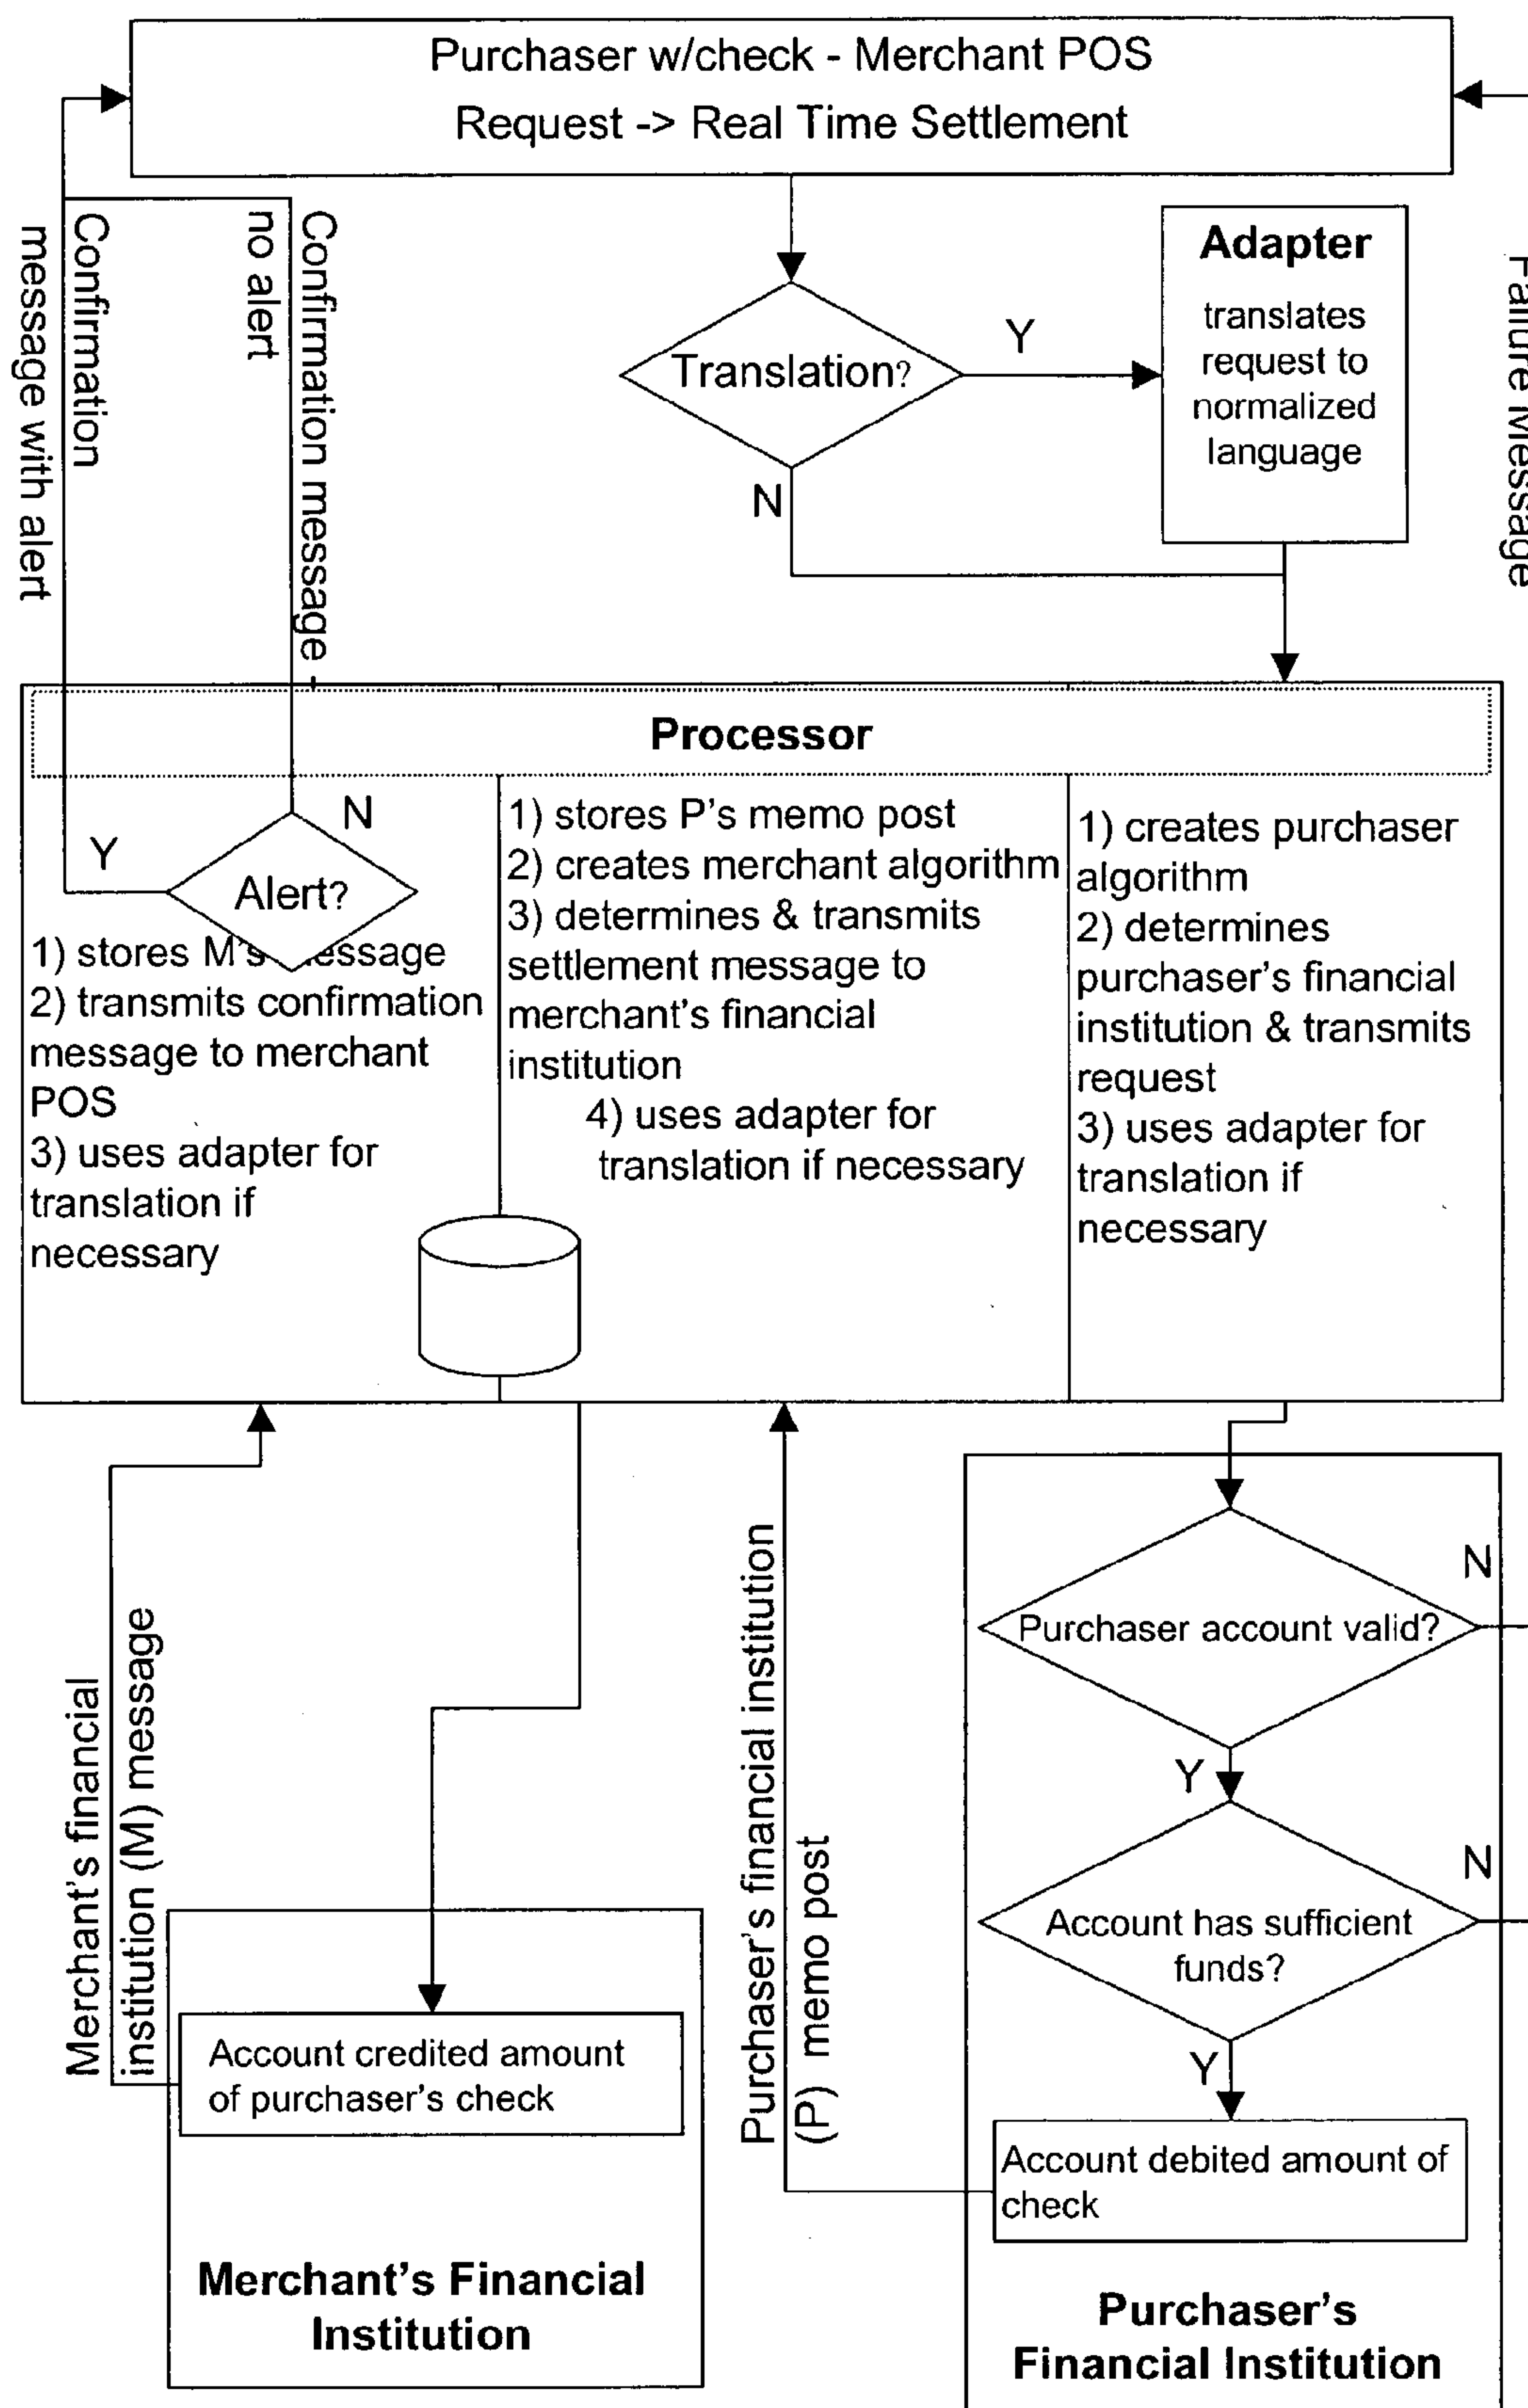 Purchaser w/check - Merchant POS
Request -> Real Time Settlement
Confirmation
message with alert
Confirmation message -
no alert
Translation?
Y
N
Adapter
translates
request to
normalized
language
Failure Message
Processor
Y
N
Alert?
1) stores M's message
2) transmits confirmation
message to merchant
POS
3) uses adapter for
translation if
necessary
1) stores P's memo post
2) creates merchant algorithm
3) determines & transmits
settlement message to
merchant's financial
institution
4) uses adapter for
translation if necessary
1) creates purchaser
algorithm
2) determines
purchaser's financial
institution & transmits
request
3) uses adapter for
translation if
necessary
Merchant's financial
institution (M) message
Purchaser's financial institution
(P) memo post
Purchaser account valid?
N
Y
Account has sufficient
funds?
N
Y
Account debited amount of
check
Purchaser's
Financial Institution
Account credited amount
of purchaser's check
Merchant's Financial
Institution